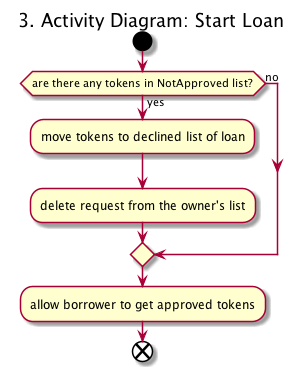 3. Activity Diagram: Start Loan
are there any tokens in NotApproved list?
no
yes
move tokens to declined list of loan
delete request from the owner's list
allow borrower to get approved tokens